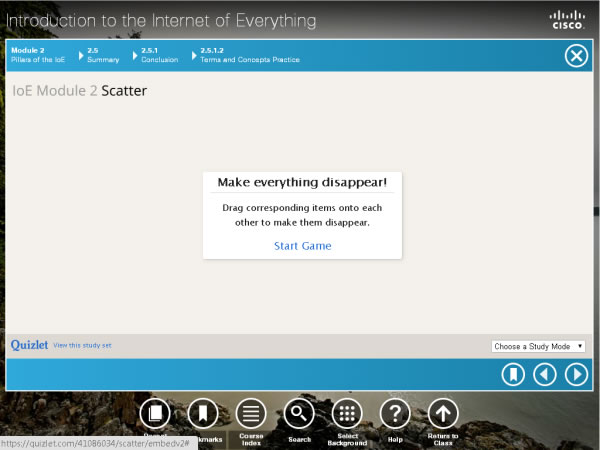 Introduction to the Internet of Everything
CISCO
Module 2
Pillars of the IoE
2.5
Summary
2.5.1
Conclusion
2.5.1.2
Terms and Concepts Practice
IoE Module 2 Scatter
Make everything disappear!
Drag corresponding items onto each
other to make them disappear.
Start Game
Quizlet View this study set
Choose a Study Mode
kmarks
Course
Index
Search
Select
Background
Help
Return to
Class
https://quizlet.com/41086034/scatter/embedv2#